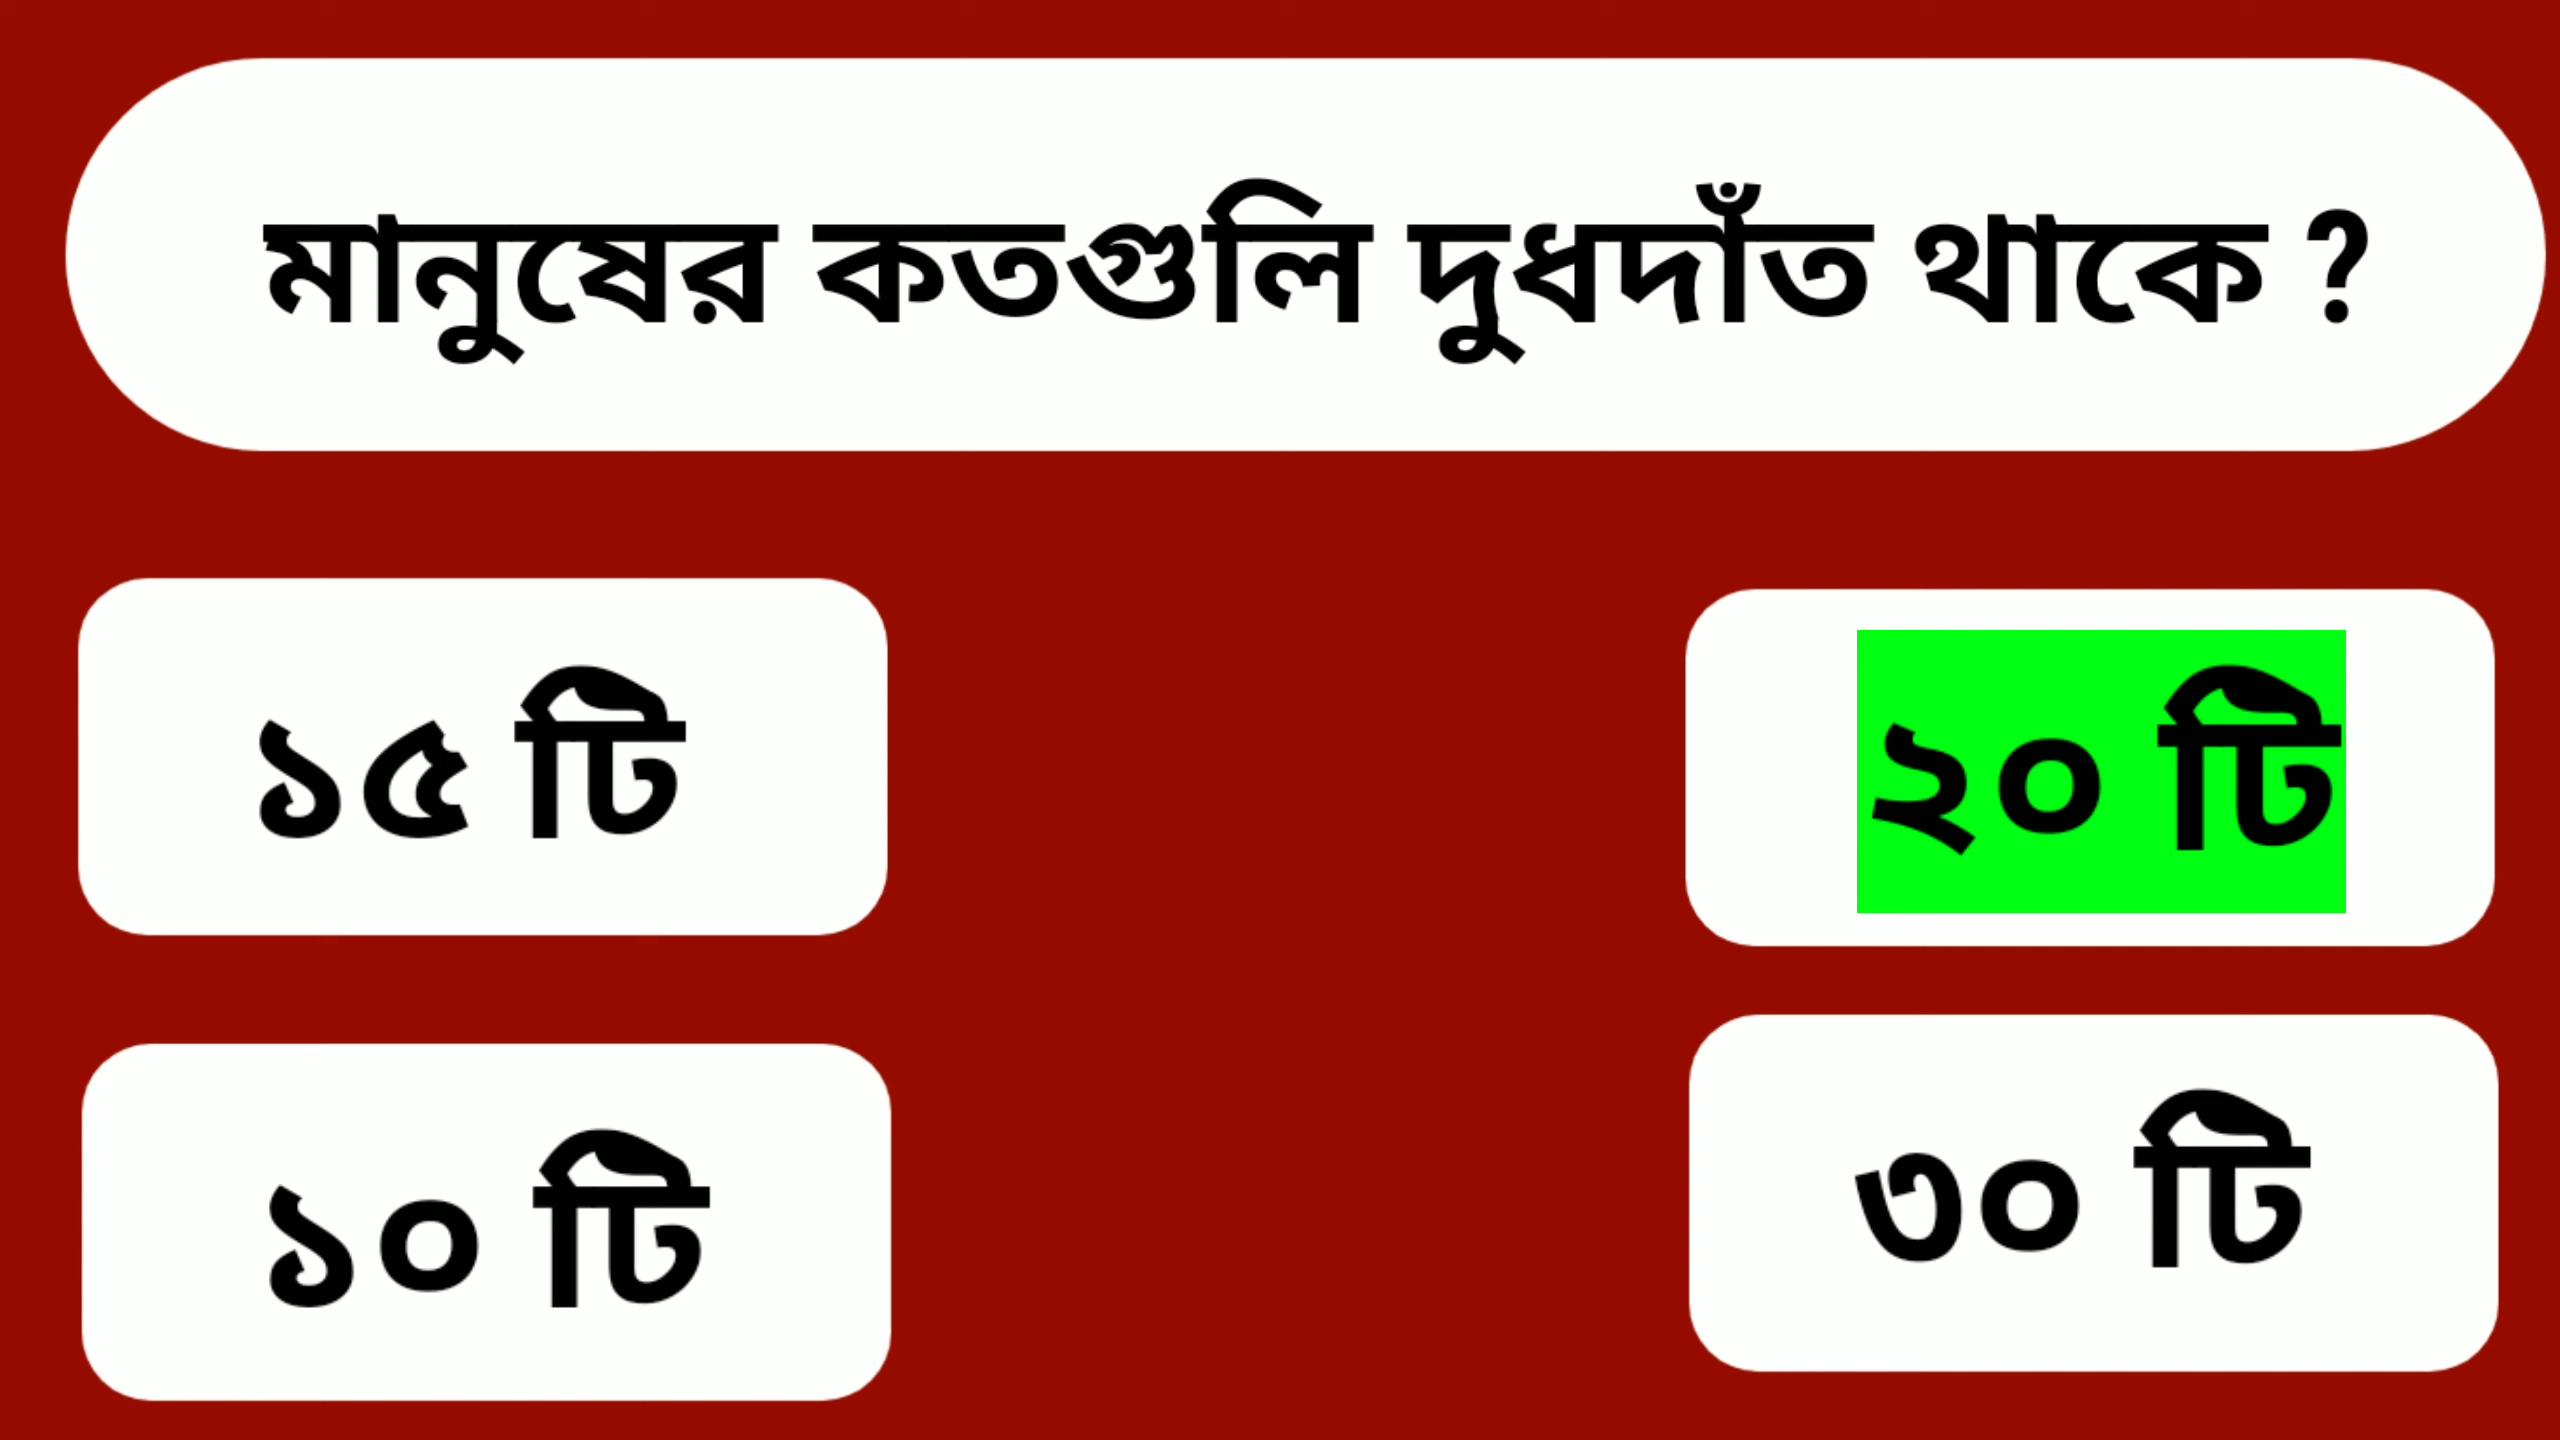 মানুষের কতগুলি দুধদাঁত থাকে ?
১৫ টি
২০ টি
১০ টি
৩০ টি